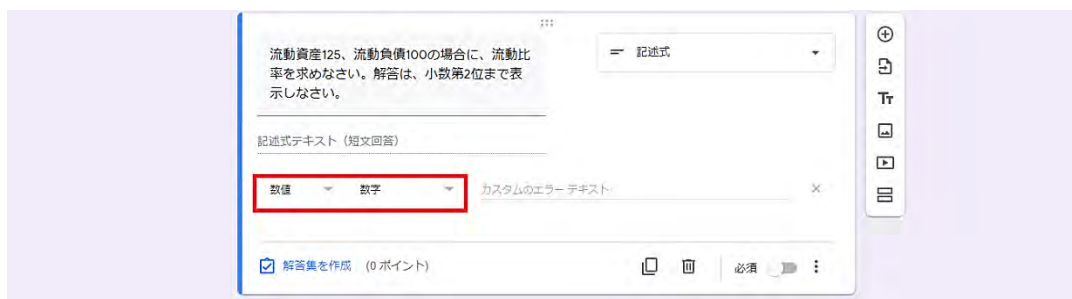 流動資産125、流動負債100の場合に、流動比
率を求めなさい。解答は、小数第2位まで表
示しなさい。
記述式
記述式テキスト（短文回答）
数値 数字 カスタムのエラー テキスト
解答集を作成 （0 ポイント） 必須
Tт